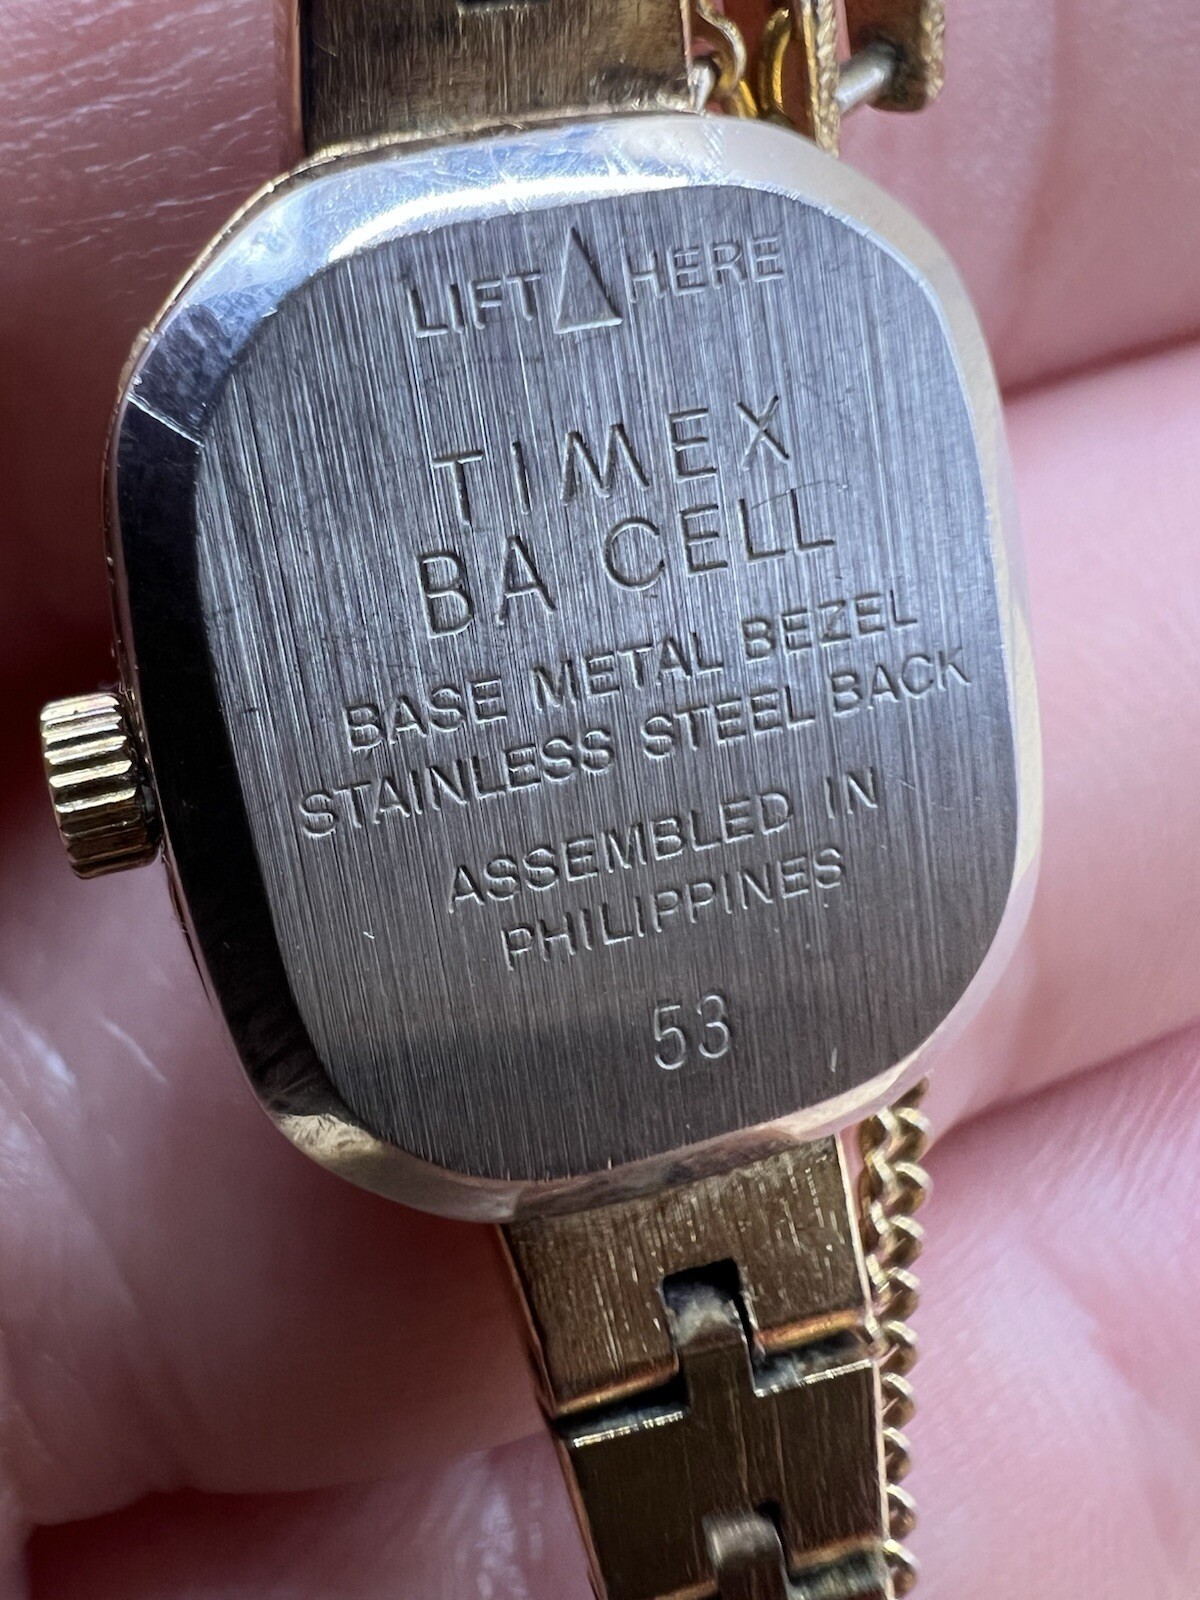 LIFT HERE
TIMEX
BA CELL
BASE METAL BEZEL
STAINLESS STEEL BACK
ASSEMBLED IN
PHILIPPINES
53